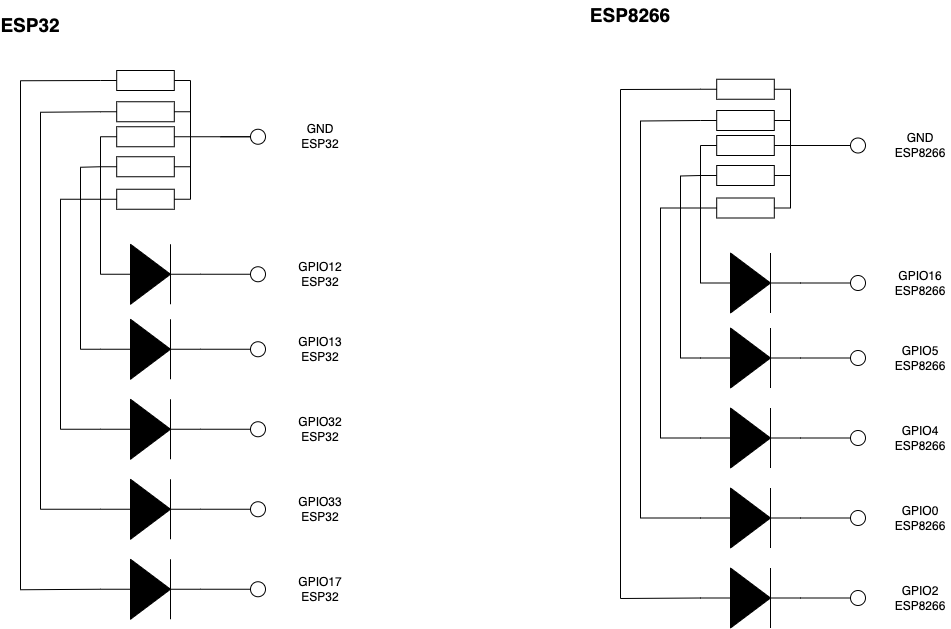 ESP32
GND
ESP32
GPIO12
ESP32
GPIO13
ESP32
GPIO32
ESP32
GPIO33
ESP32
GPIO17
ESP32
ESP8266
GND
ESP8266
GPIO16
ESP8266
GPIO5
ESP8266
GPIO4
ESP8266
GPIO0
ESP8266
GPIO2
ESP8266